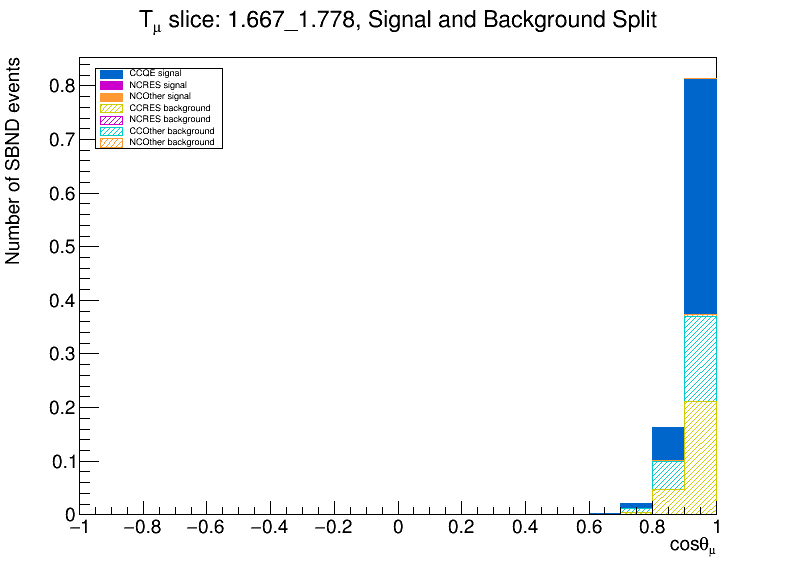 Tμ slice: 1.667_1.778, Signal and Background Split
Number of SBND events
CCQE signal
NCRES signal
NCOther signal
CCRES background
NCRES background
CCOther background
NCOther background
0.8
0.7
0.6
0.5
0.4
0.3
0.2
0.1
0
−1 −0.8 −0.6 −0.4 −0.2 0 0.2 0.4 0.6 0.8 1
cosθμ